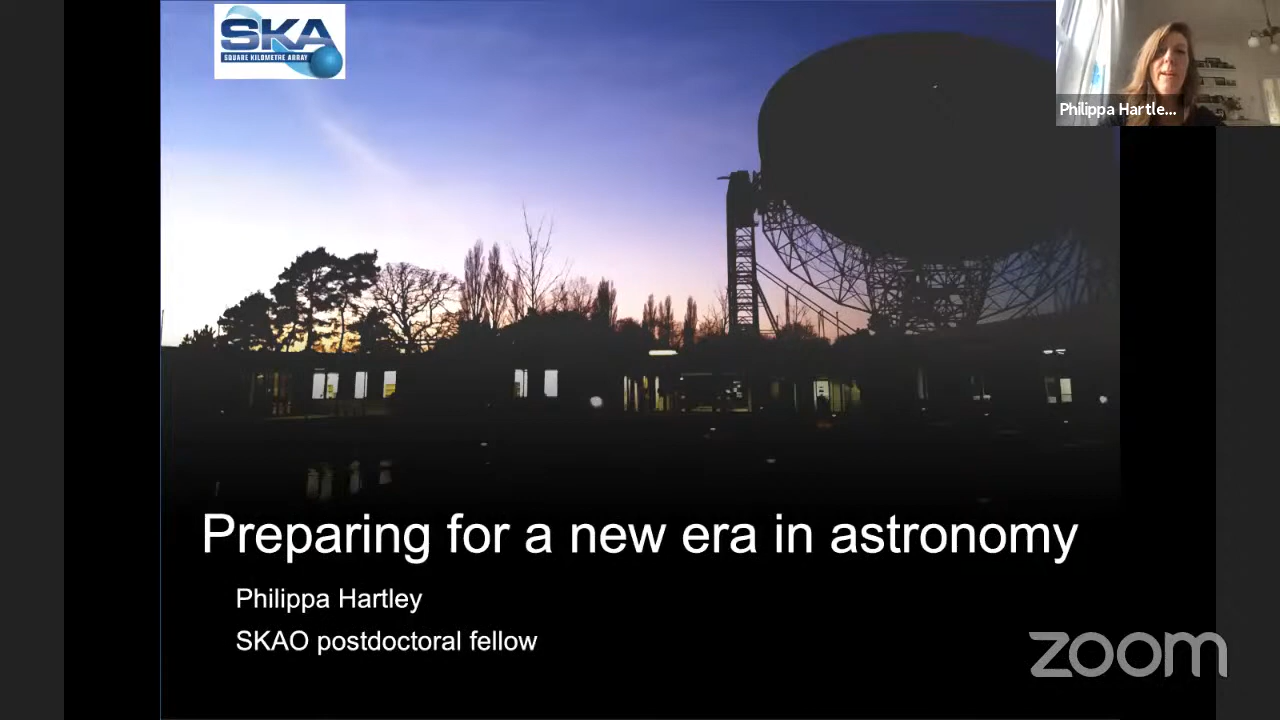 SKA
SQUARE KILOMETRE ARRAY
Philippa Hartle...
Preparing for a new era in astronomy
Philippa Hartley
SKAO postdoctoral fellow
zoom